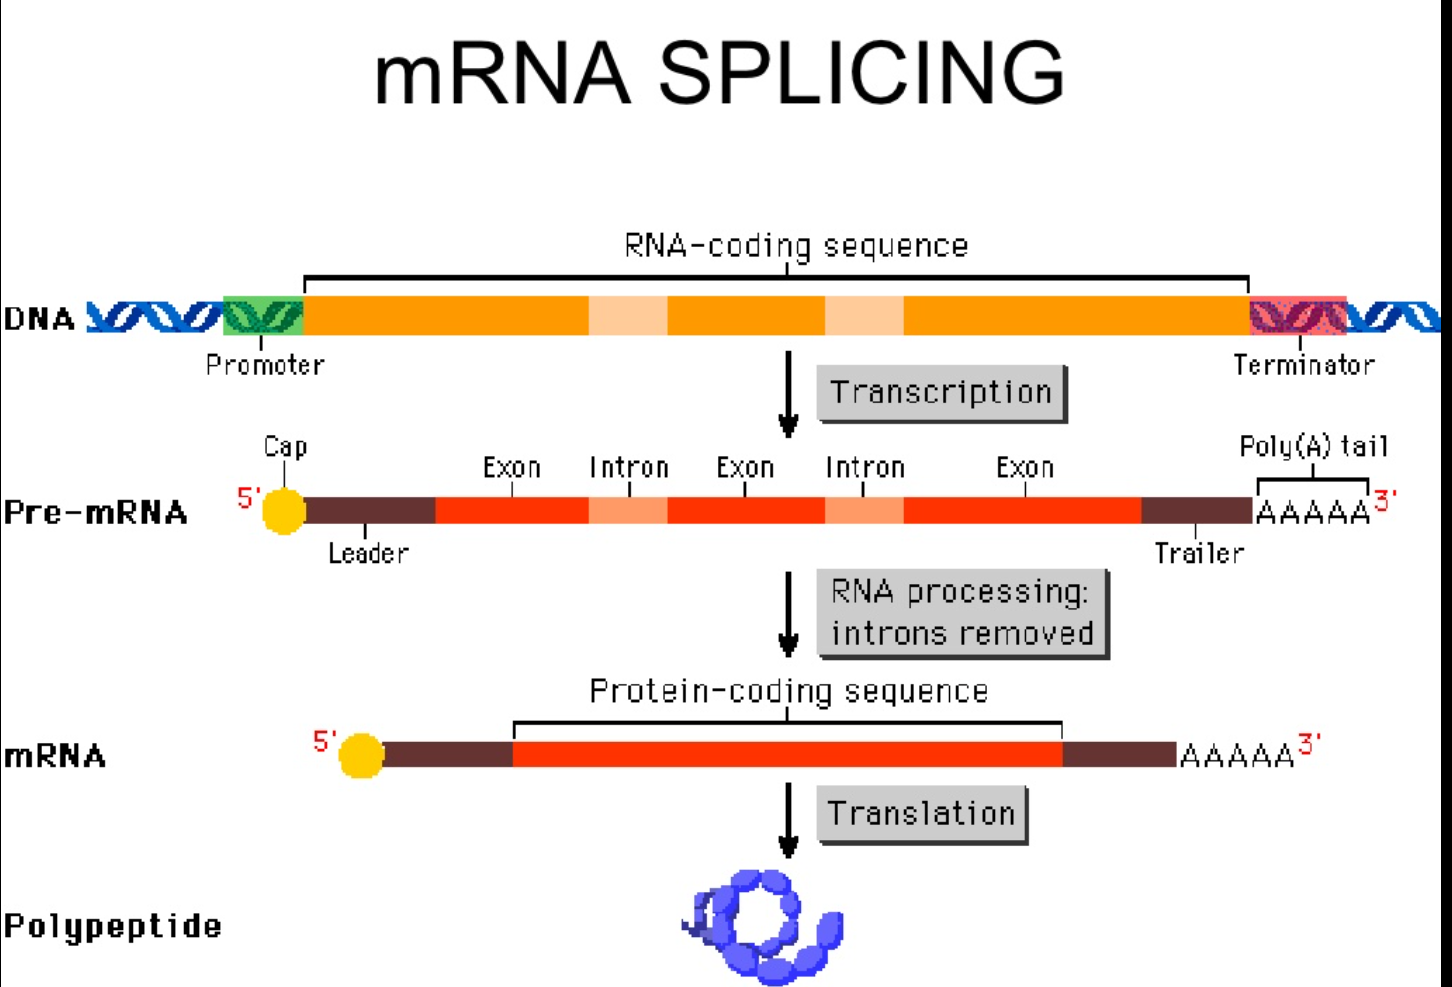 mRNA SPLICING
RNA-coding sequence
DNA
Promoter
Terminator
Transcription
Cap
Exon
Intron
Exon
Intron
Exon
Poly(A) tail
Pre-mRNA
5'
AAAAA
3'
Leader
Trailer
RNA processing:
introns removed
Protein-coding sequence
mRNA
5'
AAAAA
3'
Translation
Polypeptide